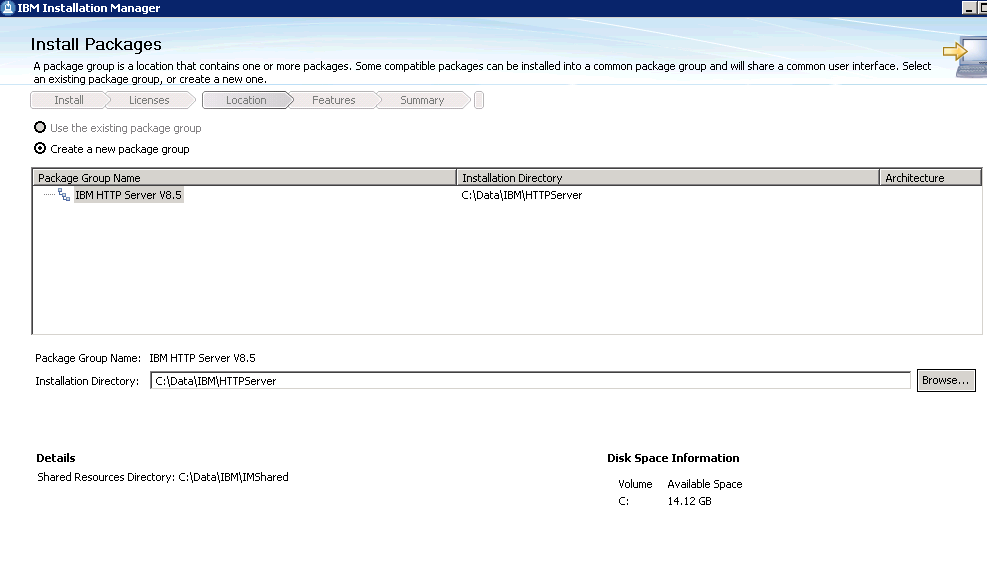 IBM Installation Manager
Install Packages
A package group is a location that contains one or more packages. Some compatible packages can be installed into a common package group and will share a common user interface. Select
an existing package group, or create a new one.
Install Licenses Location Features Summary
Use the existing package group
Create a new package group
Package Group Name Installation Directory Architecture
IBM HTTP Server V8.5 C:\Data\IBM\HTTPServer
Package Group Name: IBM HTTP Server V8.5
Installation Directory: C:\Data\IBM\HTTPServer Browse...
Details Disk Space Information
Shared Resources Directory: C:\Data\IBM\IMShared
Volume Available Space
C: 14.12 GB